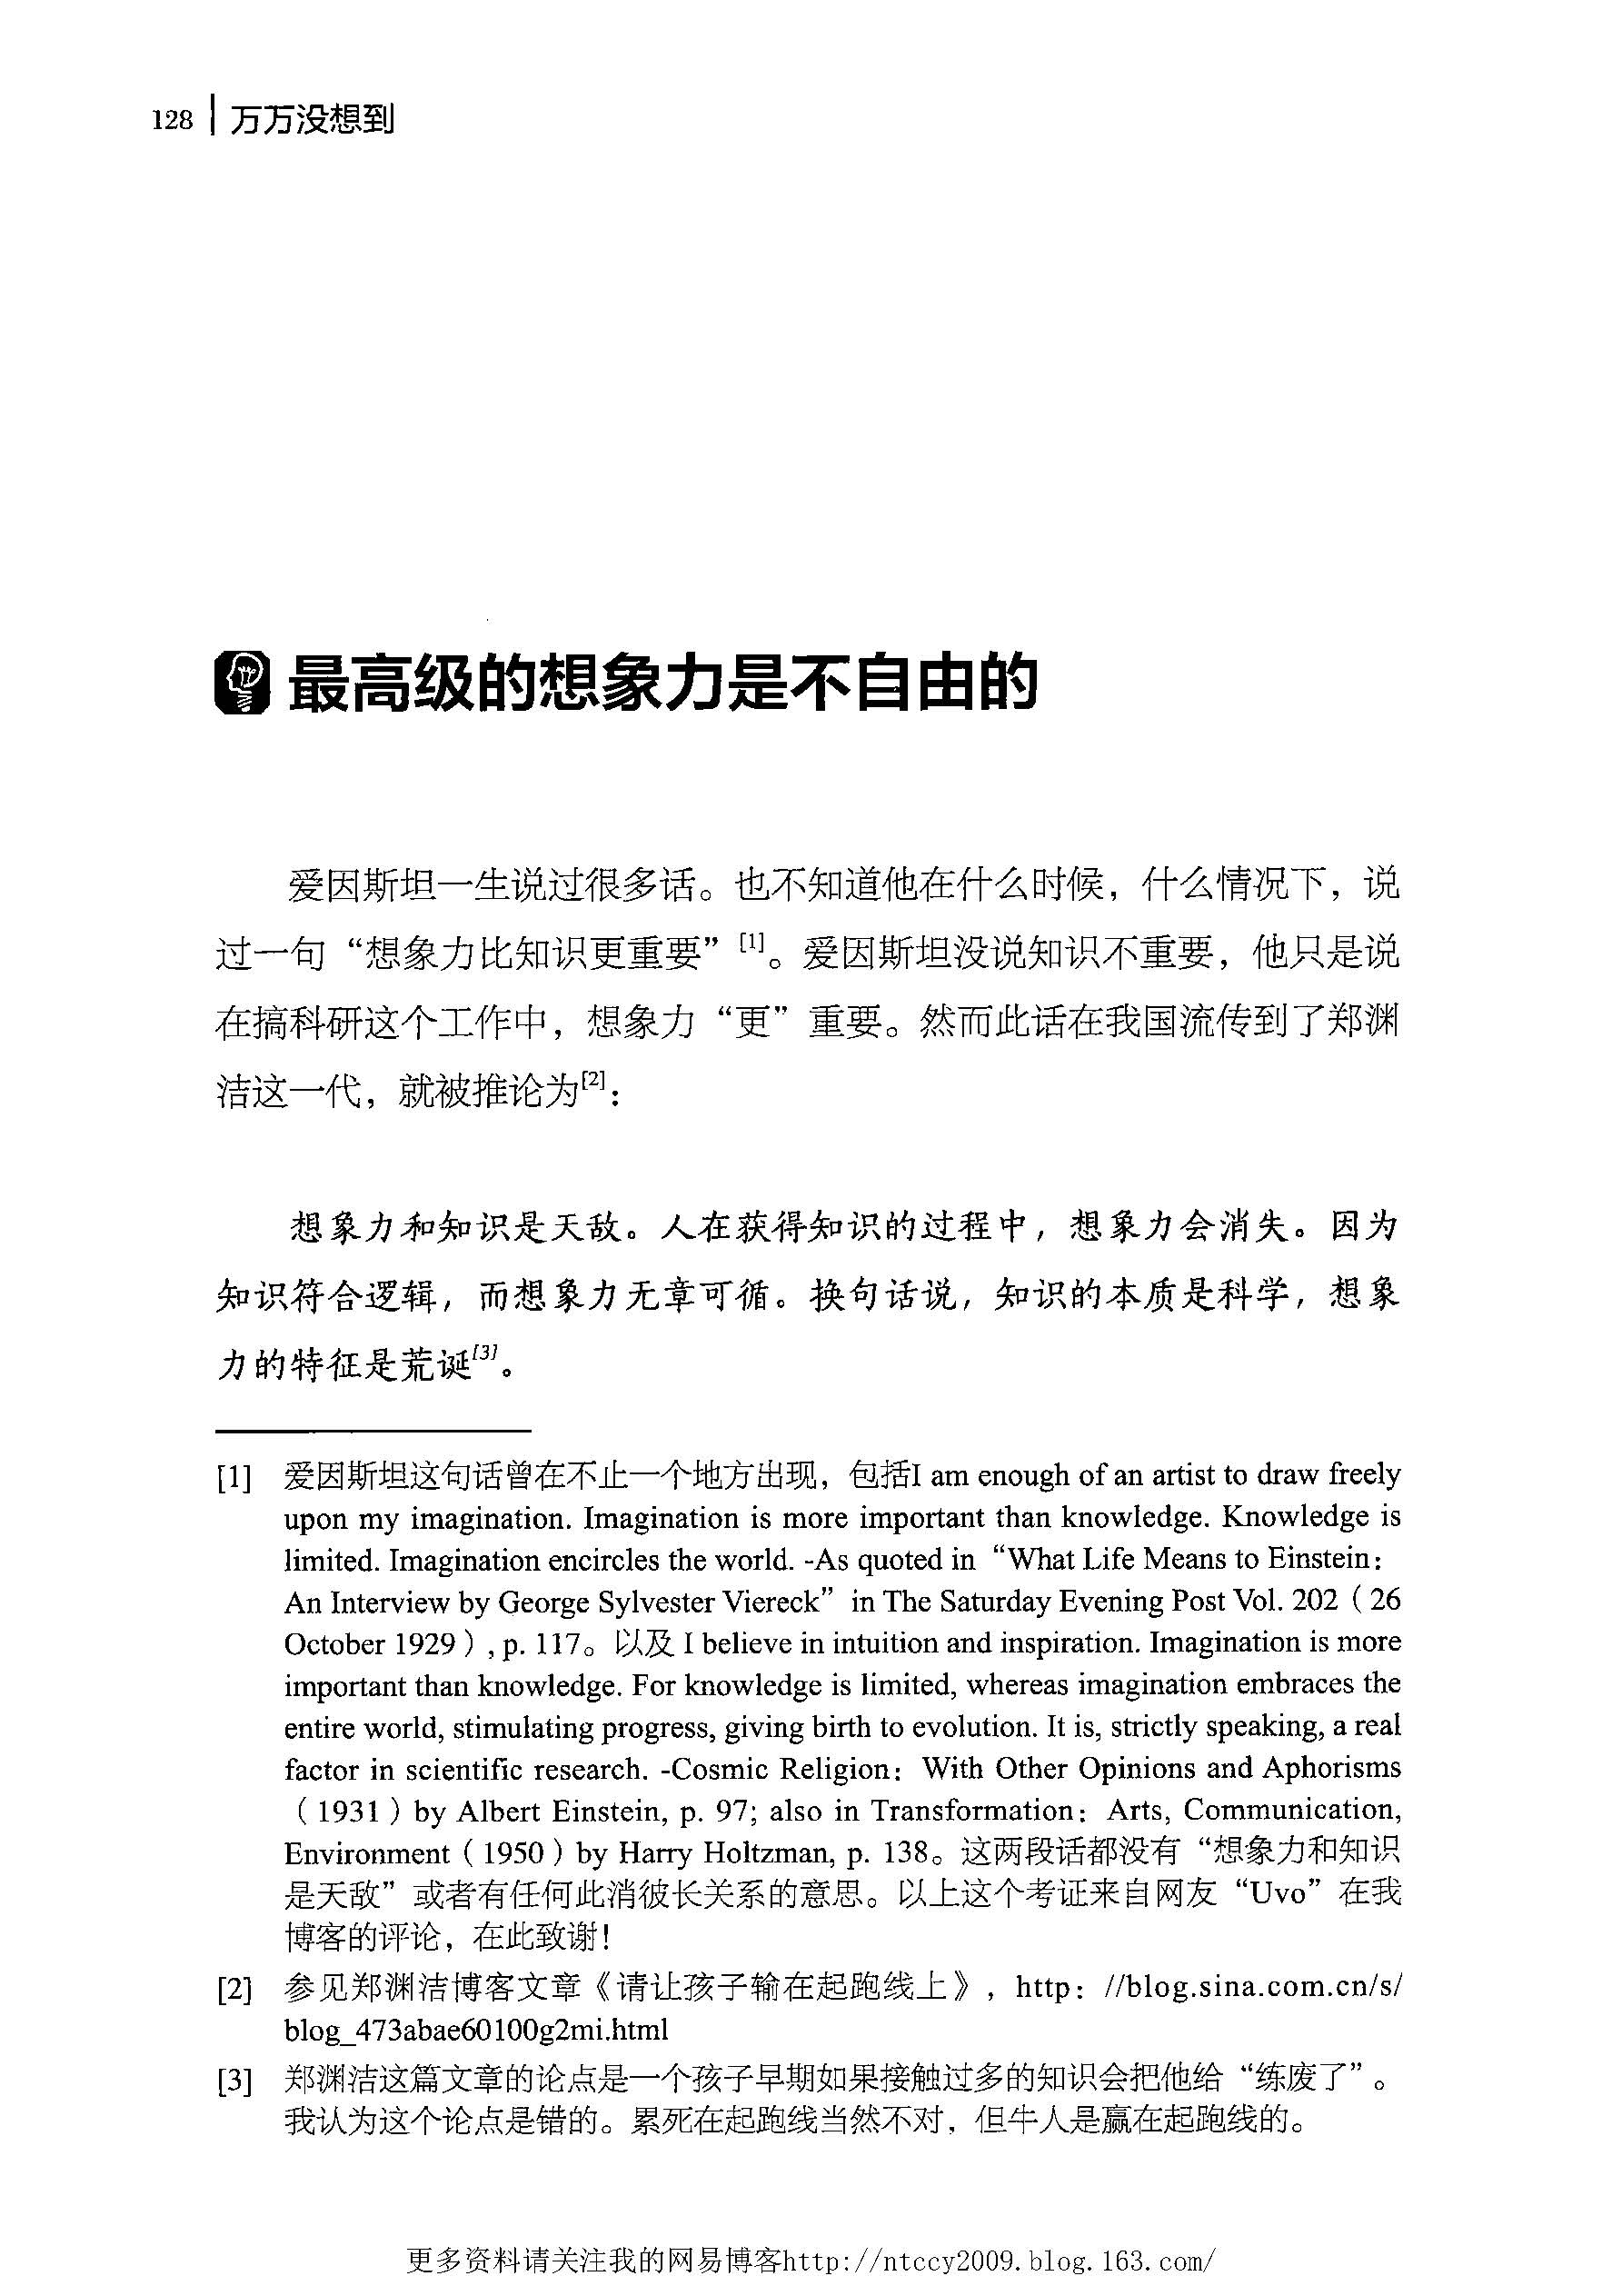 128 万万没想到
最高级的想象力是不自由的
爱因斯坦一生说过很多话。也不知道他在什么时候，什么情况下，说
过一句“想象力比知识更重要”[1]。爱因斯坦没说知识不重要，他只是说
在搞科研这个工作中，想象力“更”重要。然而此话在我国流传到了郑渊
洁这一代，就被推论为[2]：
想象力和知识是天敌。人在获得知识的过程中，想象力会消失。因为
知识符合逻辑，而想象力无章可循。换句话说，知识的本质是科学，想象
力的特征是荒诞[3]。
[1] 爱因斯坦这句话曾在不止一个地方出现，包括I am enough of an artist to draw freely
upon my imagination. Imagination is more important than knowledge. Knowledge is
limited. Imagination encircles the world. -As quoted in “What Life Means to Einstein：
An Interview by George Sylvester Viereck” in The Saturday Evening Post Vol. 202（26
October 1929）, p. 117。以及 I believe in intuition and inspiration. Imagination is more
important than knowledge. For knowledge is limited, whereas imagination embraces the
entire world, stimulating progress, giving birth to evolution. It is, strictly speaking, a real
factor in scientific research. -Cosmic Religion：With Other Opinions and Aphorisms
（1931）by Albert Einstein, p. 97; also in Transformation：Arts, Communication,
Environment（1950）by Harry Holtzman, p. 138。这两段话都没有“想象力和知识
是天敌”或者有任何此消彼长关系的意思。以上这个考证来自网友“Uvo”在我
博客的评论，在此致谢！
[2] 参见郑渊洁博客文章《请让孩子输在起跑线上》，http：//blog.sina.com.cn/s/
blog_473abae60100g2mi.html
[3] 郑渊洁这篇文章的论点是一个孩子早期如果接触过多的知识会把他给“练废了”。
我认为这个论点是错的。累死在起跑线当然不对，但牛人是赢在起跑线的。
更多资料请关注我的网易博客http://ntccy2009.blog.163.com/